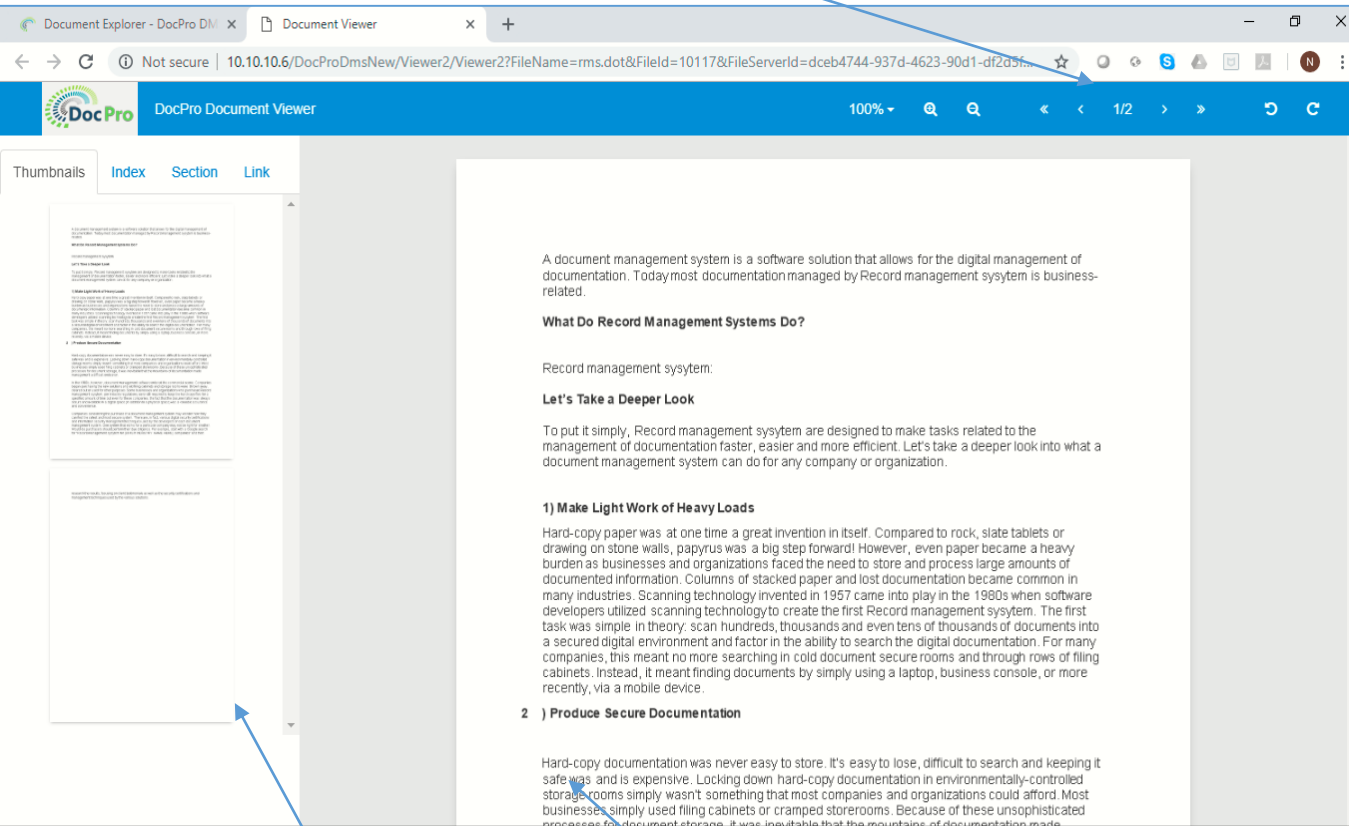 Document Explorer - DocPro DM
Document Viewer
Not secure | 10.10.10.6/DocProDmsNew/Viewer2/Viewer2?FileName=rms.dot&FileId=10117&FileServerId=dceb4744-937d-4623-90d1-df2d5f...
N
DocPro
DocPro Document Viewer
100%
1/2
Thumbnails
Index
Section
Link
A document management system is a software solution that allows for the digital management of
documentation. Today most documentation managed by Record management sysytem is business-
related.
What Do Record Management Systems Do?
Record management sysytem:
Let's Take a Deeper Look
To put it simply, Record management sysytem are designed to make tasks related to the
management of documentation faster, easier and more efficient. Let's take a deeper look into what a
document management system can do for any company or organization.
1) Make Light Work of Heavy Loads
Hard-copy paper was at one time a great invention in itself. Compared to rock, slate tablets or
drawing on stone walls, papyrus was a big step forward! However, even paper became a heavy
burden as businesses and organizations faced the need to store and process large amounts of
documented information. Columns of stacked paper and lost documentation became common in
many industries. Scanning technology invented in 1957 came into play in the 1980s when software
developers utilized scanning technology to create the first Record management sysytem. The first
task was simple in theory: scan hundreds, thousands and even tens of thousands of documents into
a secured digital environment and factor in the ability to search the digital documentation. For many
companies, this meant no more searching in cold document secure rooms and through rows of filing
cabinets. Instead, it meant finding documents by simply using a laptop, business console, or more
recently, via a mobile device.
2 ) Produce Secure Documentation
Hard-copy documentation was never easy to store. It's easy to lose, difficult to search and keeping it
safe was and is expensive. Locking down hard-copy documentation in environmentally-controlled
storage rooms simply wasn't something that most companies and organizations could afford. Most
businesses simply used filing cabinets or cramped storerooms. Because of these unsophisticated
processes for document storage, it was inevitable that the mountains of documentation made